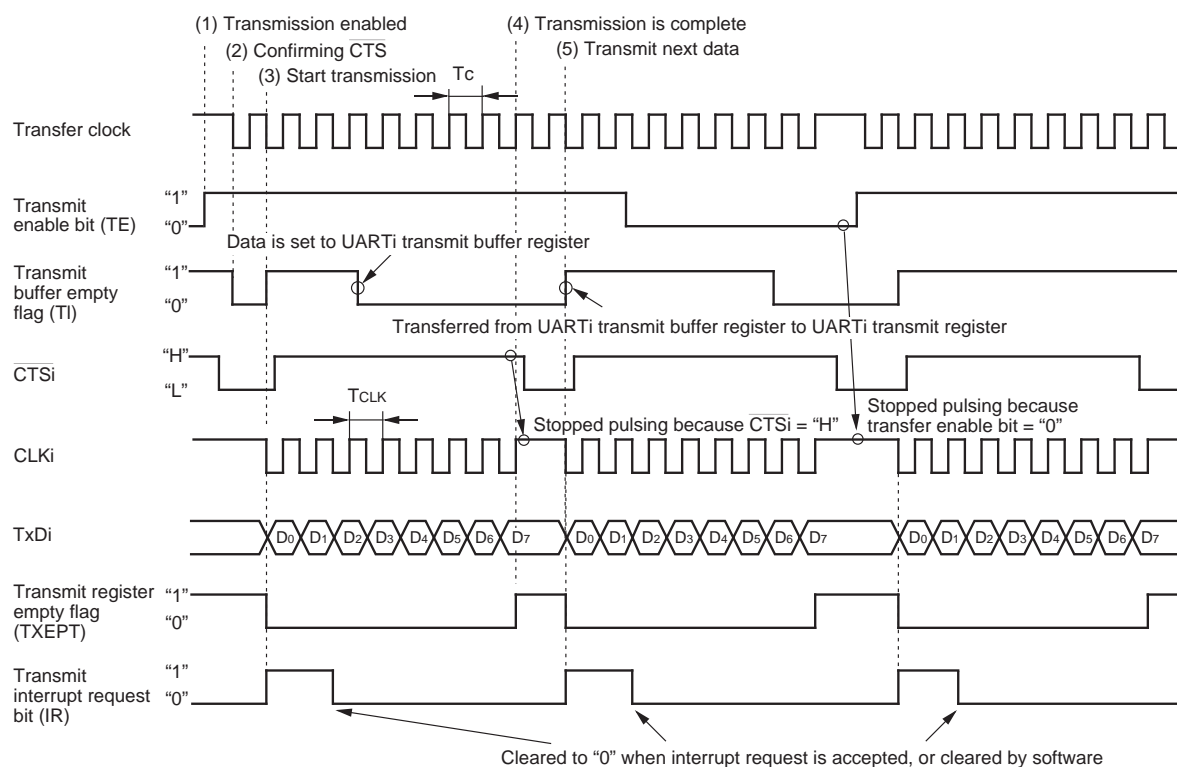 (1) Transmission enabled
(2) Confirming CTS
(3) Start transmission
Tc
(4) Transmission is complete
(5) Transmit next data
Transfer clock
Transmit
enable bit (TE)
“1”
“0”
Data is set to UARTi transmit buffer register
Transmit
buffer empty
flag (TI)
“1”
“0”
Transferred from UARTi transmit buffer register to UARTi transmit register
CTSi
“H”
“L”
TCLK
Stopped pulsing because CTSi = “H”
Stopped pulsing because
transfer enable bit = “0”
CLKi
TxDi
D0 D1 D2 D3 D4 D5 D6 D7 D0 D1 D2 D3 D4 D5 D6 D7 D0 D1 D2 D3 D4 D5 D6 D7
Transmit register
empty flag
(TXEPT)
“1”
“0”
Transmit
interrupt request
bit (IR)
“1”
“0”
Cleared to “0” when interrupt request is accepted, or cleared by software